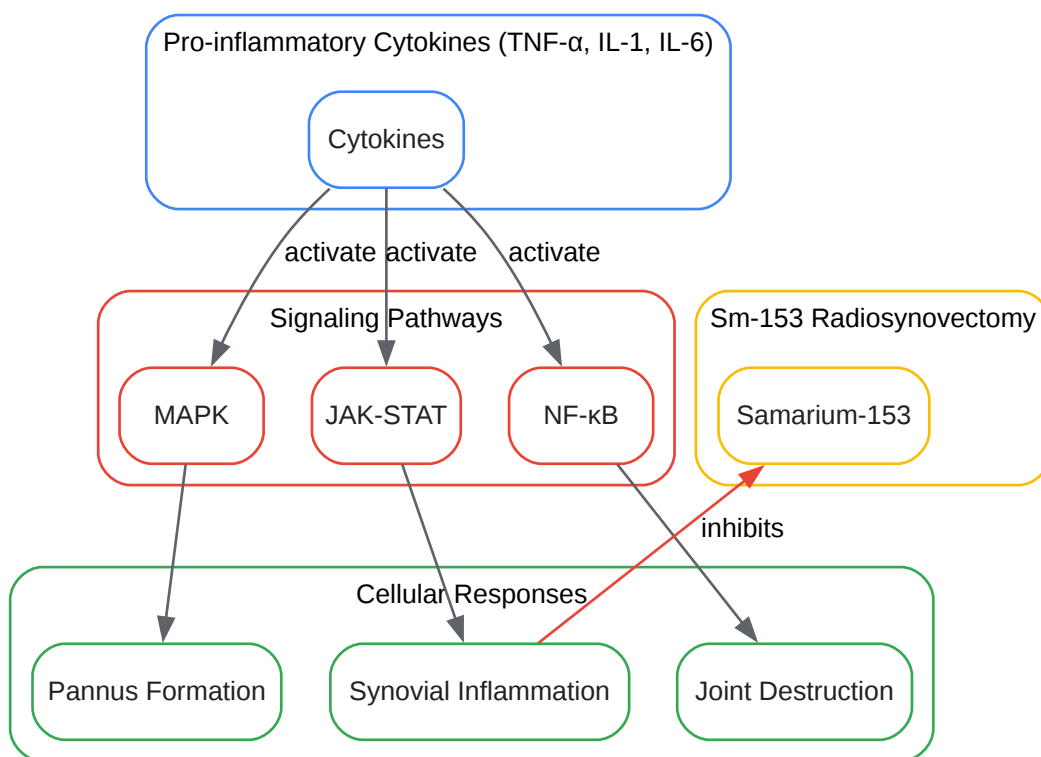 Pro-inflammatory Cytokines (TNF-α, IL-1, IL-6)
Cytokines
activate
activate
activate
Signaling Pathways
Sm-153 Radiosynovectomy
MAPK
JAK-STAT
NF-κB
Samarium-153
inhibits
Cellular Responses
Pannus Formation
Synovial Inflammation
Joint Destruction